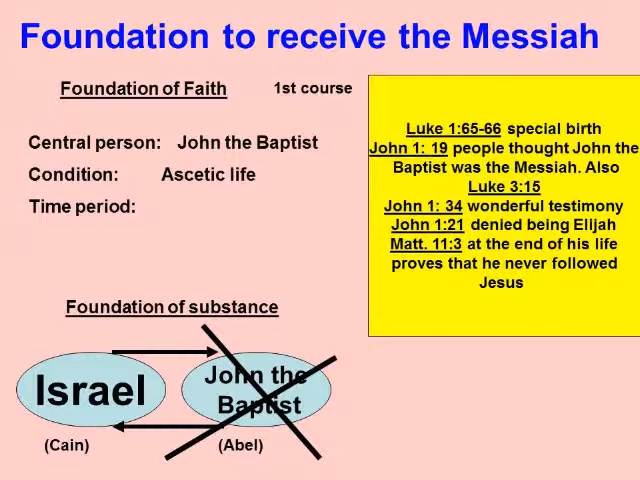 Foundation to receive the Messiah
Foundation of Faith
1st course
Central person: John the Baptist
Condition: Ascetic life
Time period:
Luke 1:65-66 special birth
John 1: 19 people thought John the
Baptist was the Messiah. Also
Luke 3:15
John 1: 34 wonderful testimony
John 1:21 denied being Elijah
Matt. 11:3 at the end of his life
proves that he never followed
Jesus
Foundation of substance
Israel
John the
Baptist
(Cain)
(Abel)